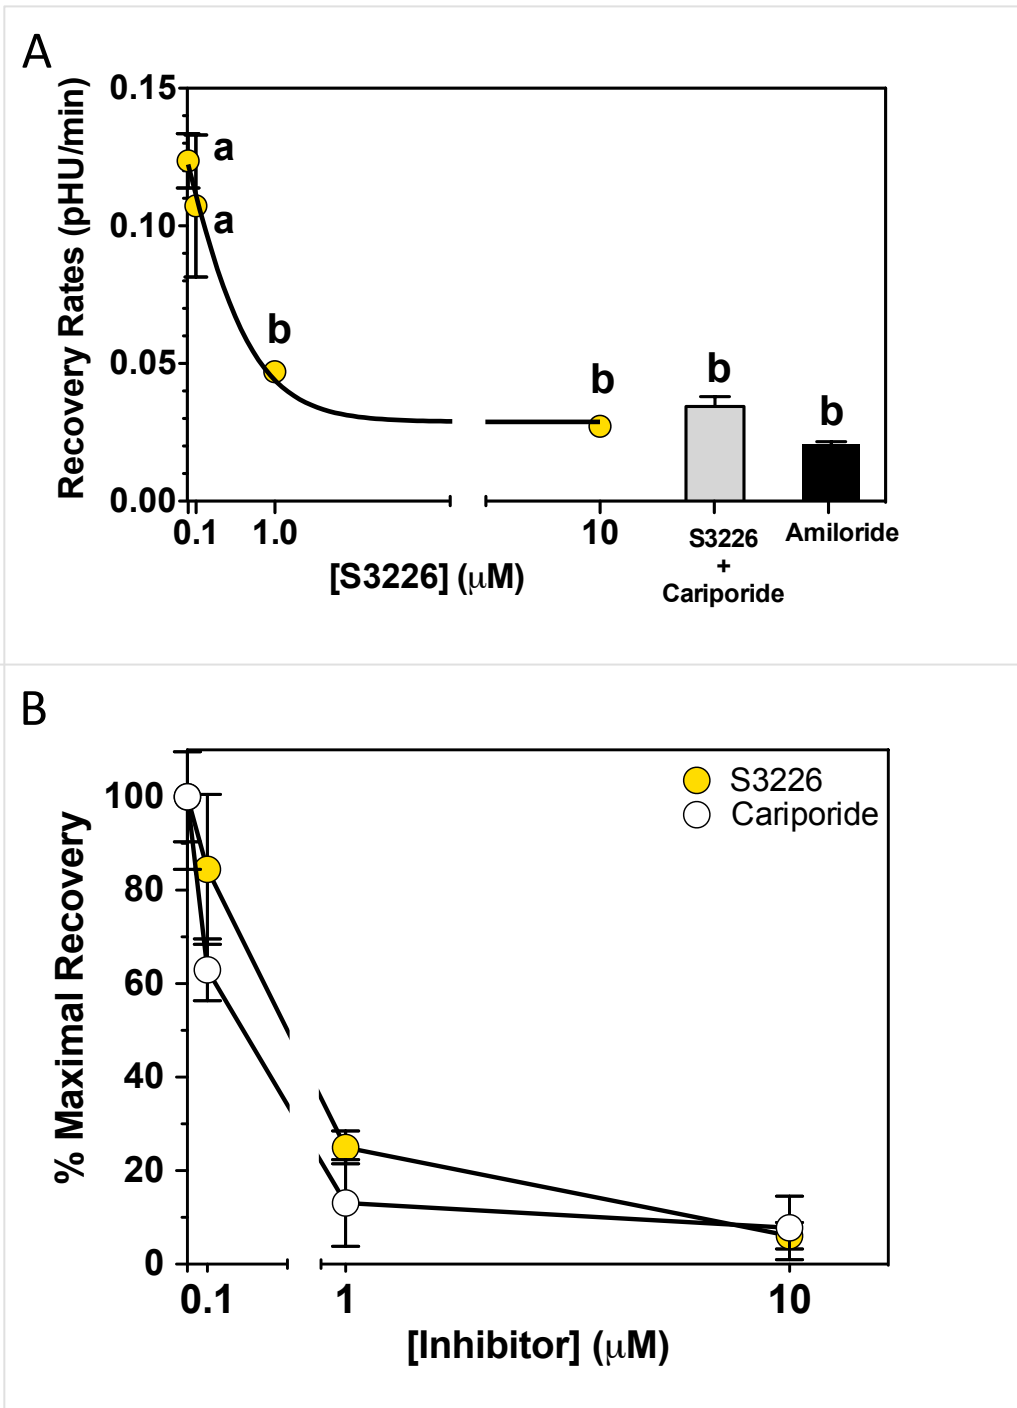 A
Recovery Rates (pHU/min)
0.15
0.10
0.05
0.00
a
a
b
b
b
b
0.1
1.0
10
S3226
+
Cariporide
Amiloride
[S3226] (μM)
B
% Maximal Recovery
100
80
60
40
20
0
S3226
Cariporide
0.1
1
10
[Inhibitor] (μM)